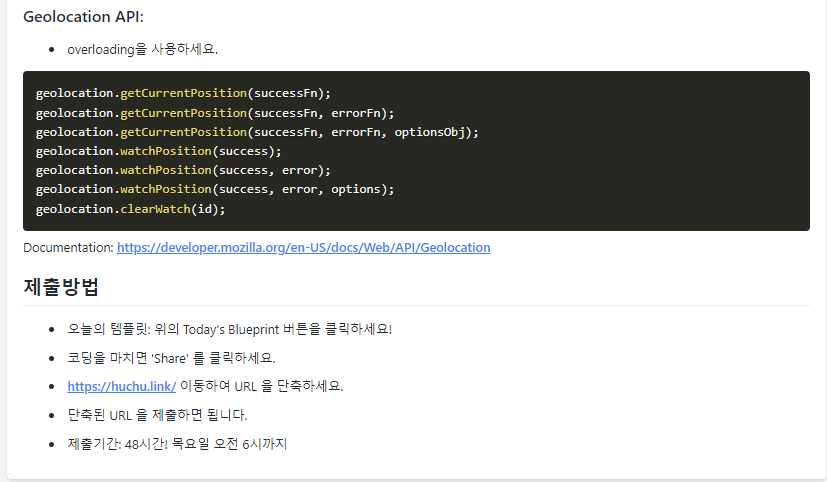 Geolocation API:
overloading을 사용하세요.
geolocation.getCurrentPosition(successFn);
geolocation.getCurrentPosition(successFn, errorFn);
geolocation.getCurrentPosition(successFn, errorFn, optionsObj);
geolocation.watchPosition(success);
geolocation.watchPosition(success, error);
geolocation.watchPosition(success, error, options);
geolocation.clearWatch(id);
Documentation: https://developer.mozilla.org/en-US/docs/Web/API/Geolocation
제출방법
오늘의 템플릿: 위의 Today's Blueprint 버튼을 클릭하세요!
코딩을 마치면 'Share' 를 클릭하세요.
https://huchu.link/ 이동하여 URL 을 단축하세요.
단축된 URL 을 제출하면 됩니다.
제출기간: 48시간! 목요일 오전 6시까지